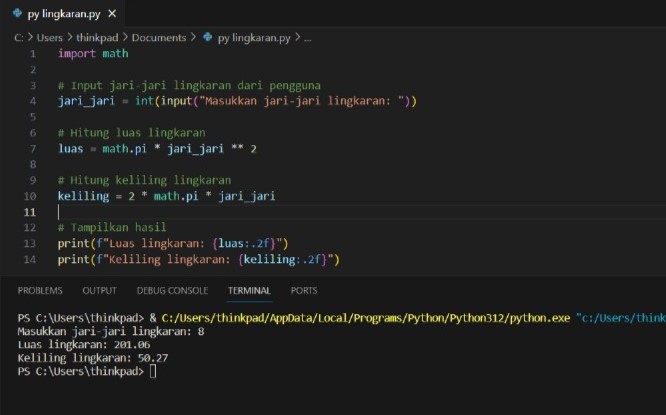 py lingkaran.py ×
C: > Users > thinkpad > Documents > py lingkaran.py > ...
1 import math
2
3 # Input jari-jari lingkaran dari pengguna
4 jari_jari = int(input("Masukkan jari-jari lingkaran: "))
5
6 # Hitung luas lingkaran
7 luas = math.pi * jari_jari ** 2
8
9 # Hitung keliling lingkaran
10 keliling = 2 * math.pi * jari_jari
11
12 # Tampilkan hasil
13 print(f"Luas lingkaran: {luas:.2f}")
14 print(f"Keliling lingkaran: {keliling:.2f}")
PROBLEMS OUTPUT DEBUG CONSOLE TERMINAL PORTS
PS C:\Users\thinkpad> & C:/Users/thinkpad/AppData/Local/Programs/Python/Python312/python.exe "c:/Users/think
Masukkan jari-jari lingkaran: 8
Luas lingkaran: 201.06
Keliling lingkaran: 50.27
PS C:\Users\thinkpad>